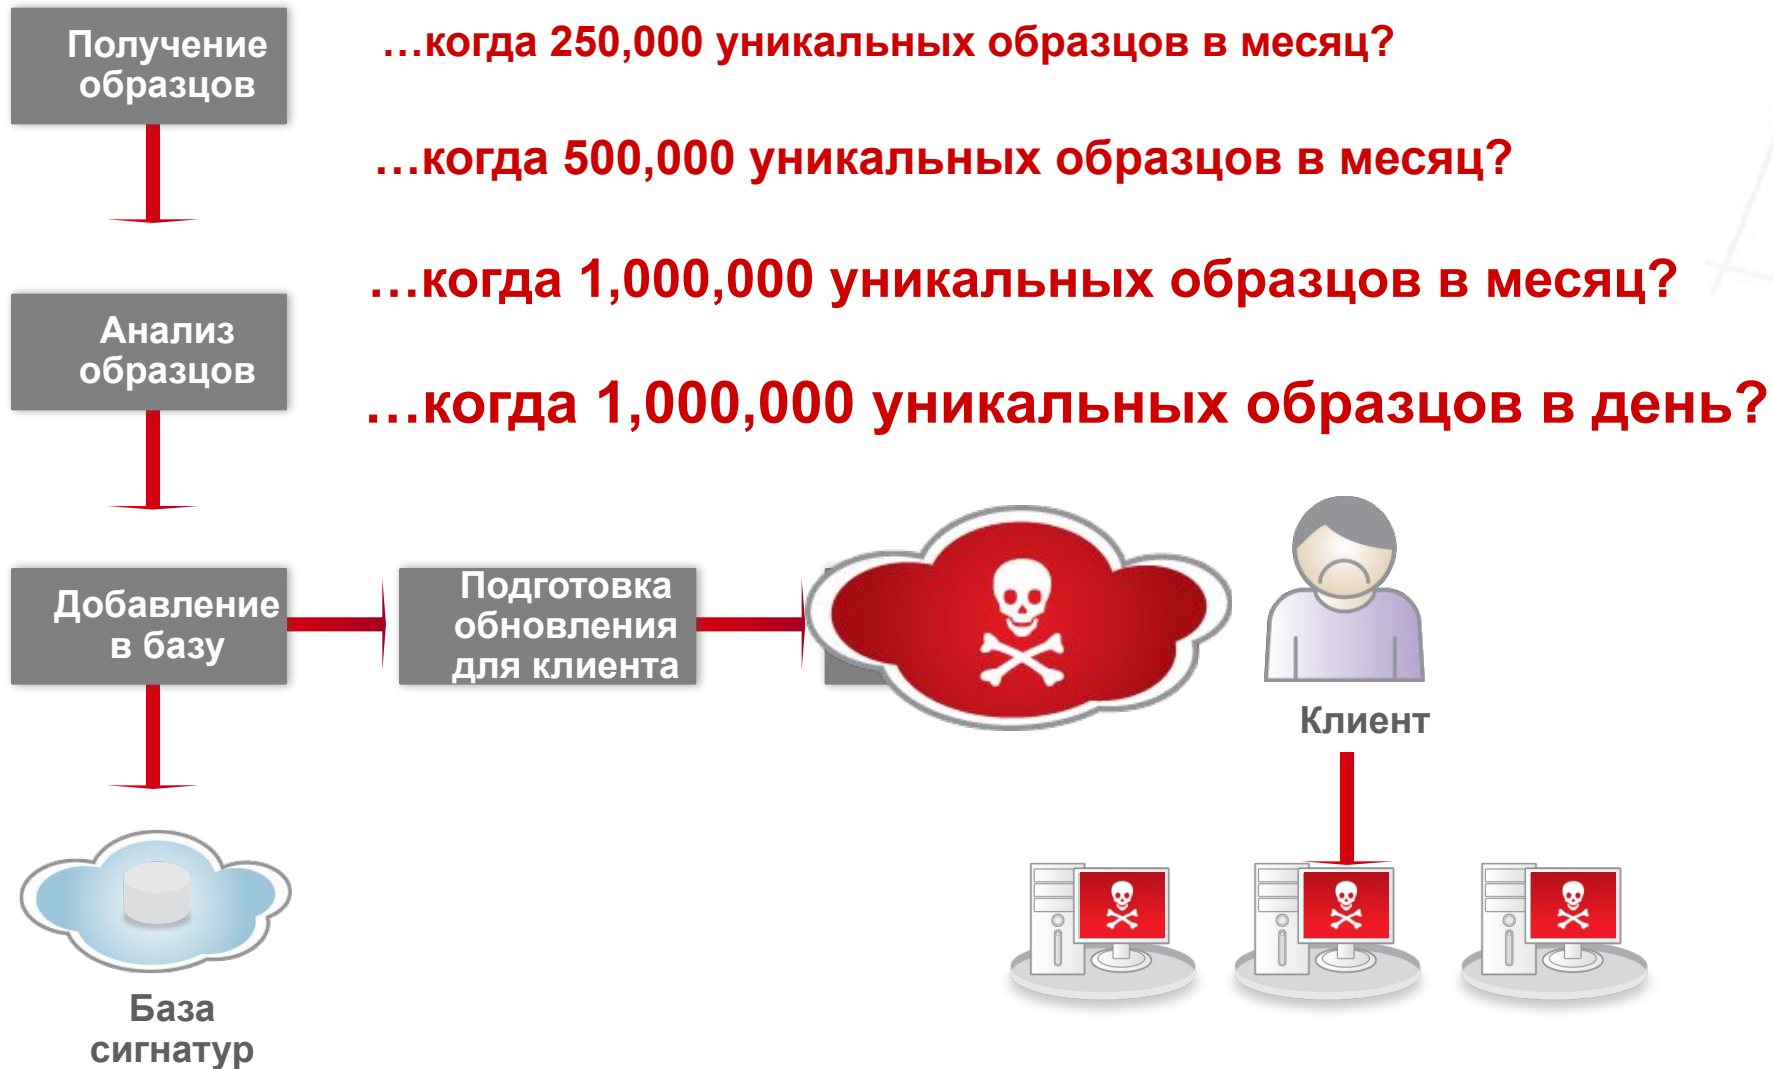 Получение
образцов
…когда 250,000 уникальных образцов в месяц?
…когда 500,000 уникальных образцов в месяц?
…когда 1,000,000 уникальных образцов в месяц?
Анализ
образцов
…когда 1,000,000 уникальных образцов в день?
Добавление
в базу
Подготовка
обновления
для клиента
Клиент
База
сигнатур